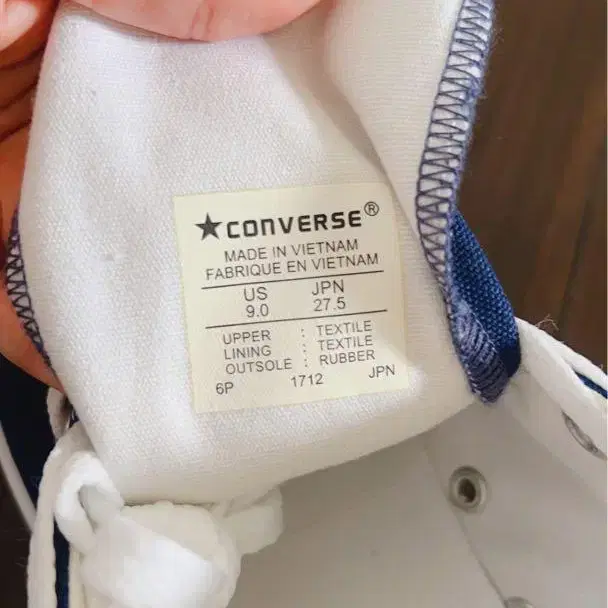 ★CONVERSE®
MADE IN VIETNAM
FABRIQUE EN VIETNAM
US JPN
9.0 27.5
UPPER : TEXTILE
LINING : TEXTILE
OUTSOLE : RUBBER
6P 1712 JPN